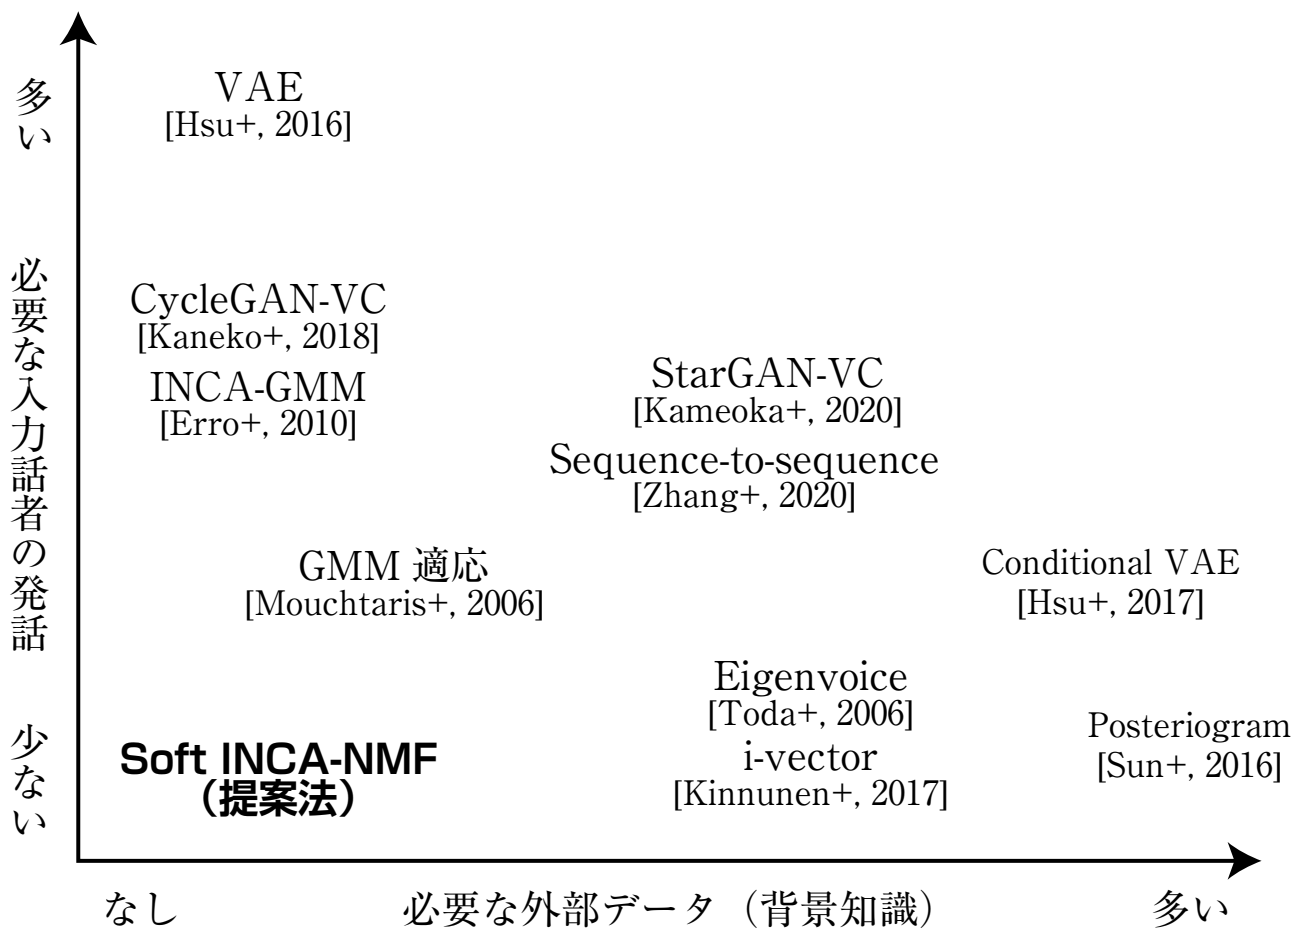 多い
必要な入力話者の発話
少ない
VAE
[Hsu+, 2016]
CycleGAN-VC
[Kaneko+, 2018]
INCA-GMM
[Erro+, 2010]
StarGAN-VC
[Kameoka+, 2020]
Sequence-to-sequence
[Zhang+, 2020]
GMM 適応
[Mouchtaris+, 2006]
Conditional VAE
[Hsu+, 2017]
Eigenvoice
[Toda+, 2006]
i-vector
[Kinnunen+, 2017]
Posteriogram
[Sun+, 2016]
Soft INCA-NMF
（提案法）
なし
必要な外部データ（背景知識）
多い